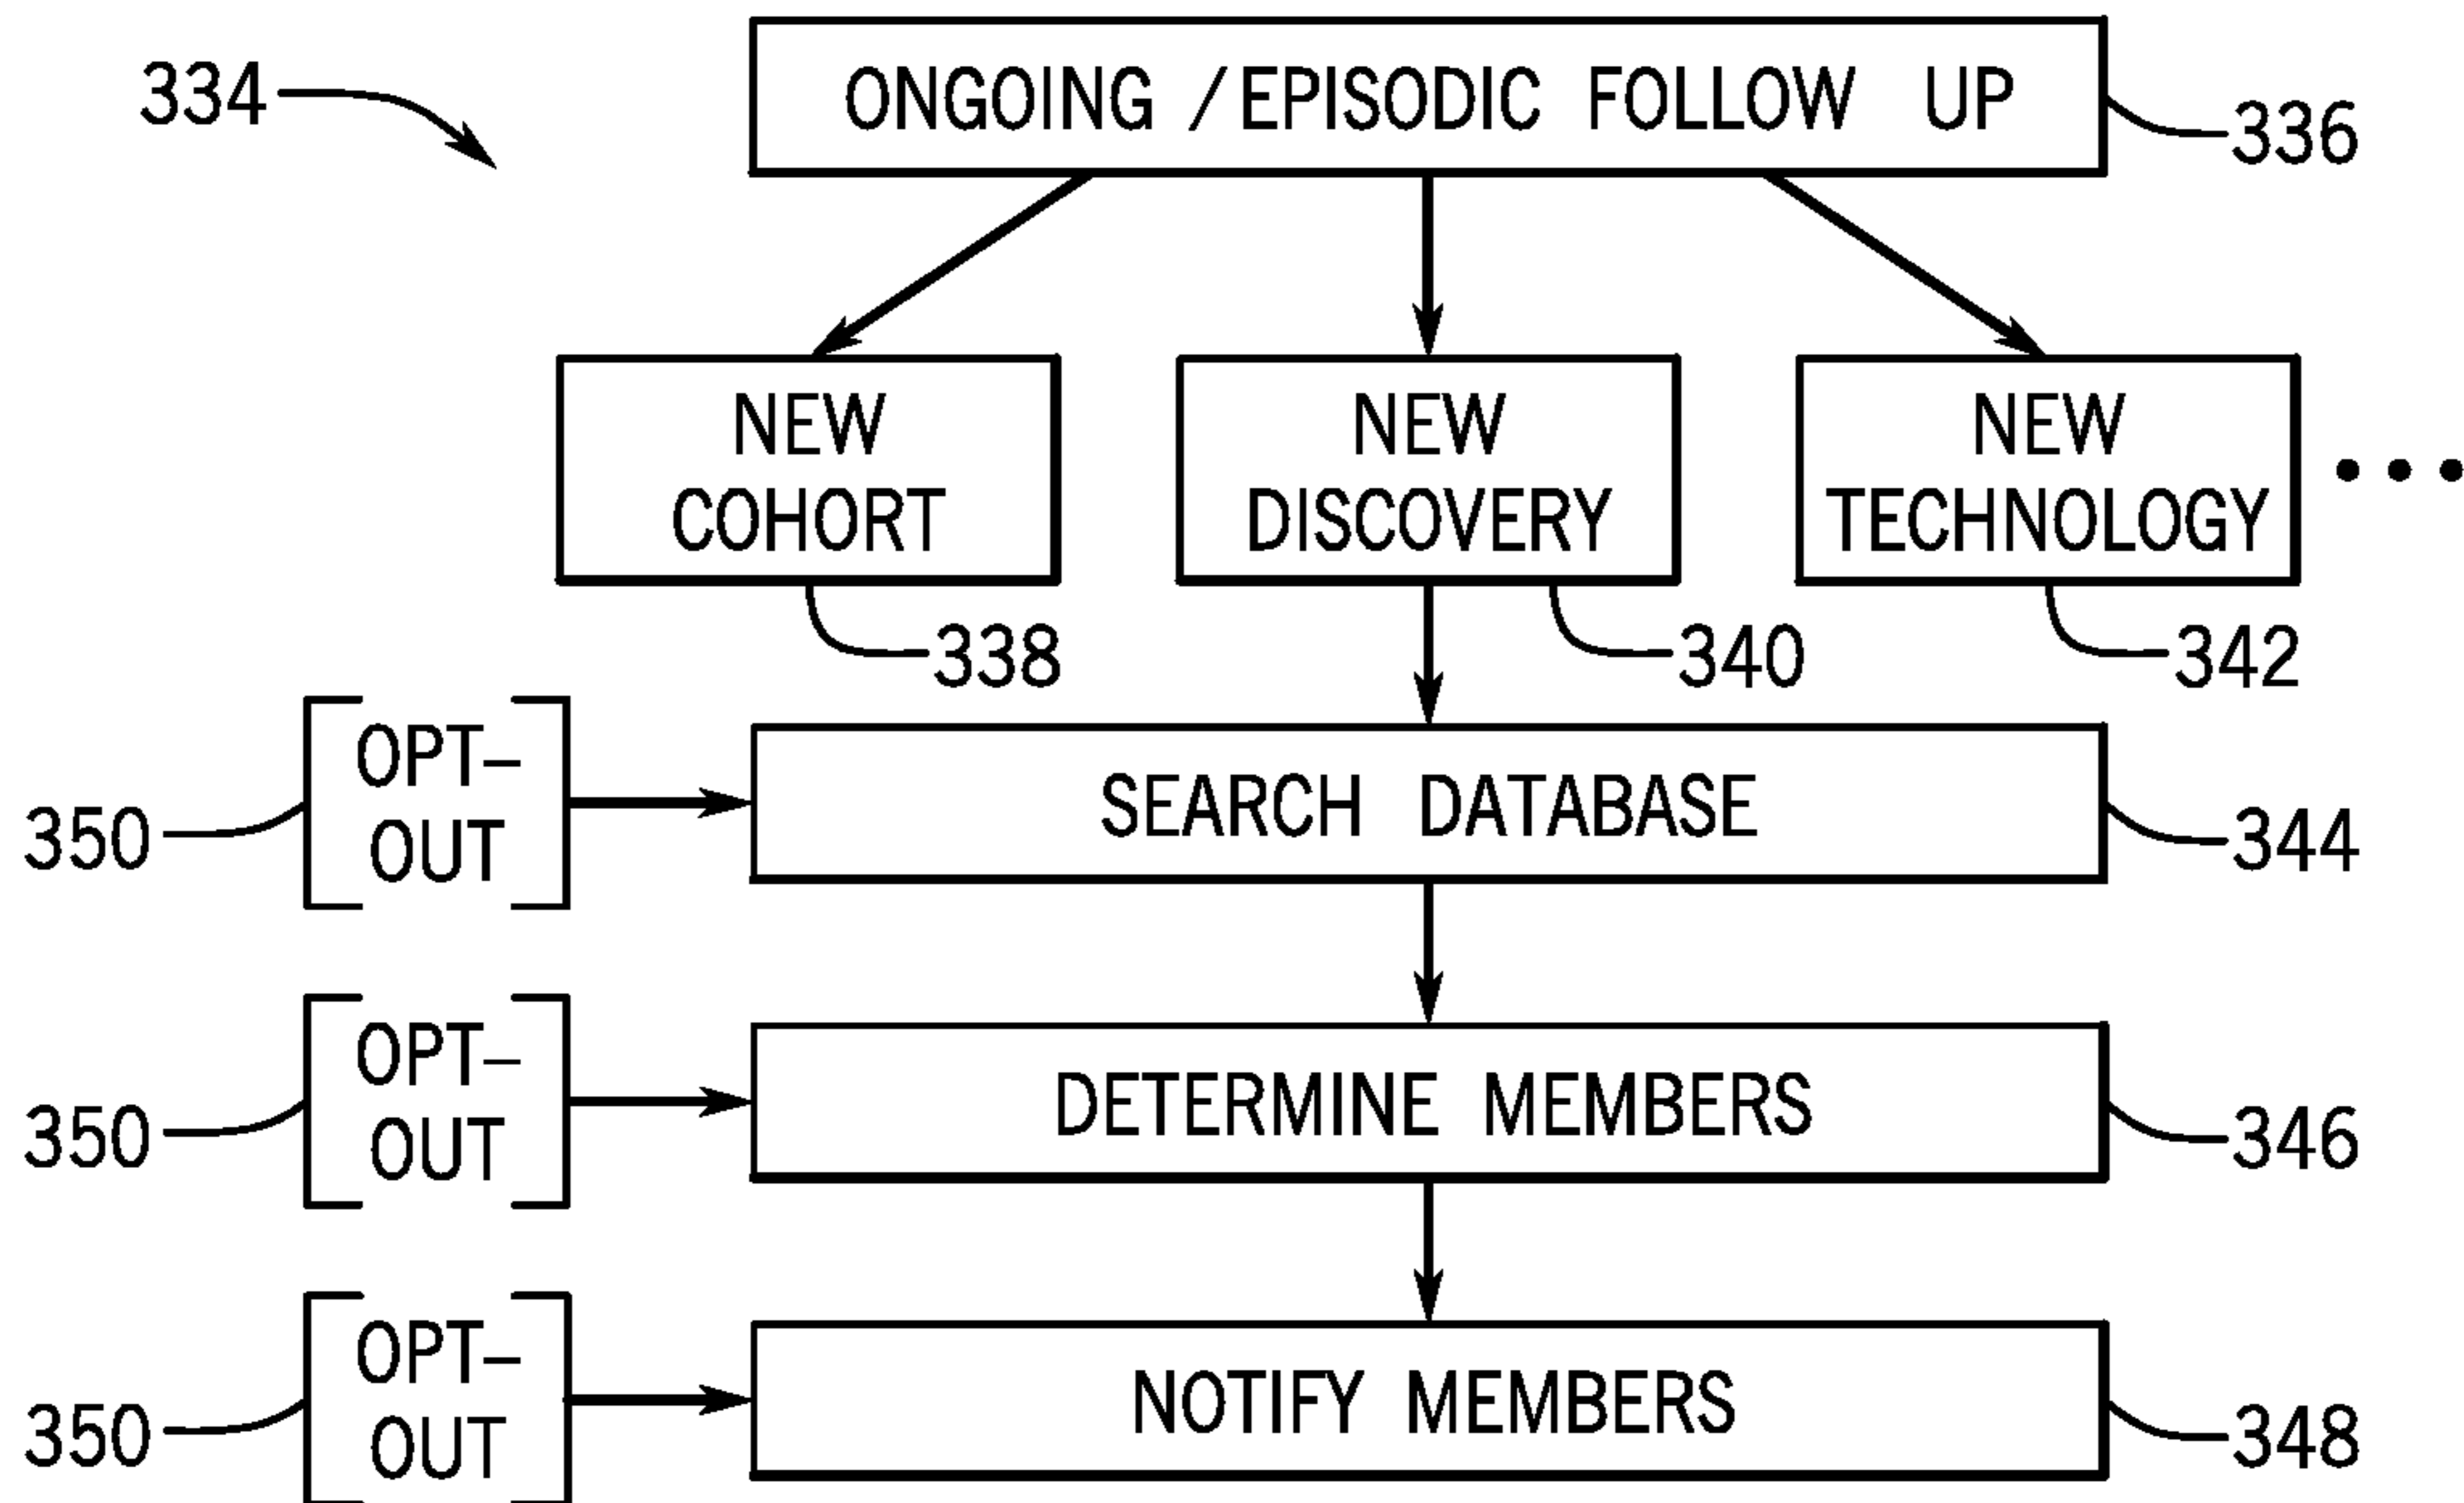 334
ONGOING /EPISODIC FOLLOW UP
336
NEW
COHORT
338
NEW
DISCOVERY
340
NEW
TECHNOLOGY
342
OPT-
OUT
350
SEARCH DATABASE
344
OPT-
OUT
350
DETERMINE MEMBERS
346
OPT-
OUT
350
NOTIFY MEMBERS
348